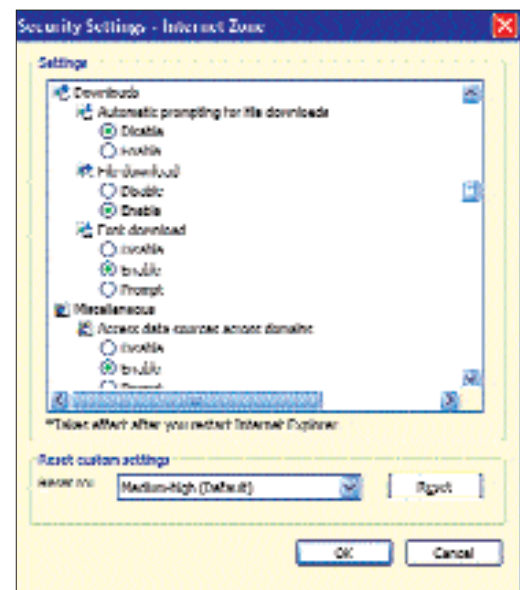 Security Settings - Internet Zone
Settings
Downloads
Automatic prompting for file downloads
Disable
Enable
File download
Disable
Enable
Font download
Disable
Enable
Prompt
Miscellaneous
Access data sources across domains
Disable
Enable
Prompt
*Takes effect after you restart Internet Explorer
Reset custom settings
Reset to:
Medium-high (Default)
Reset
OK
Cancel